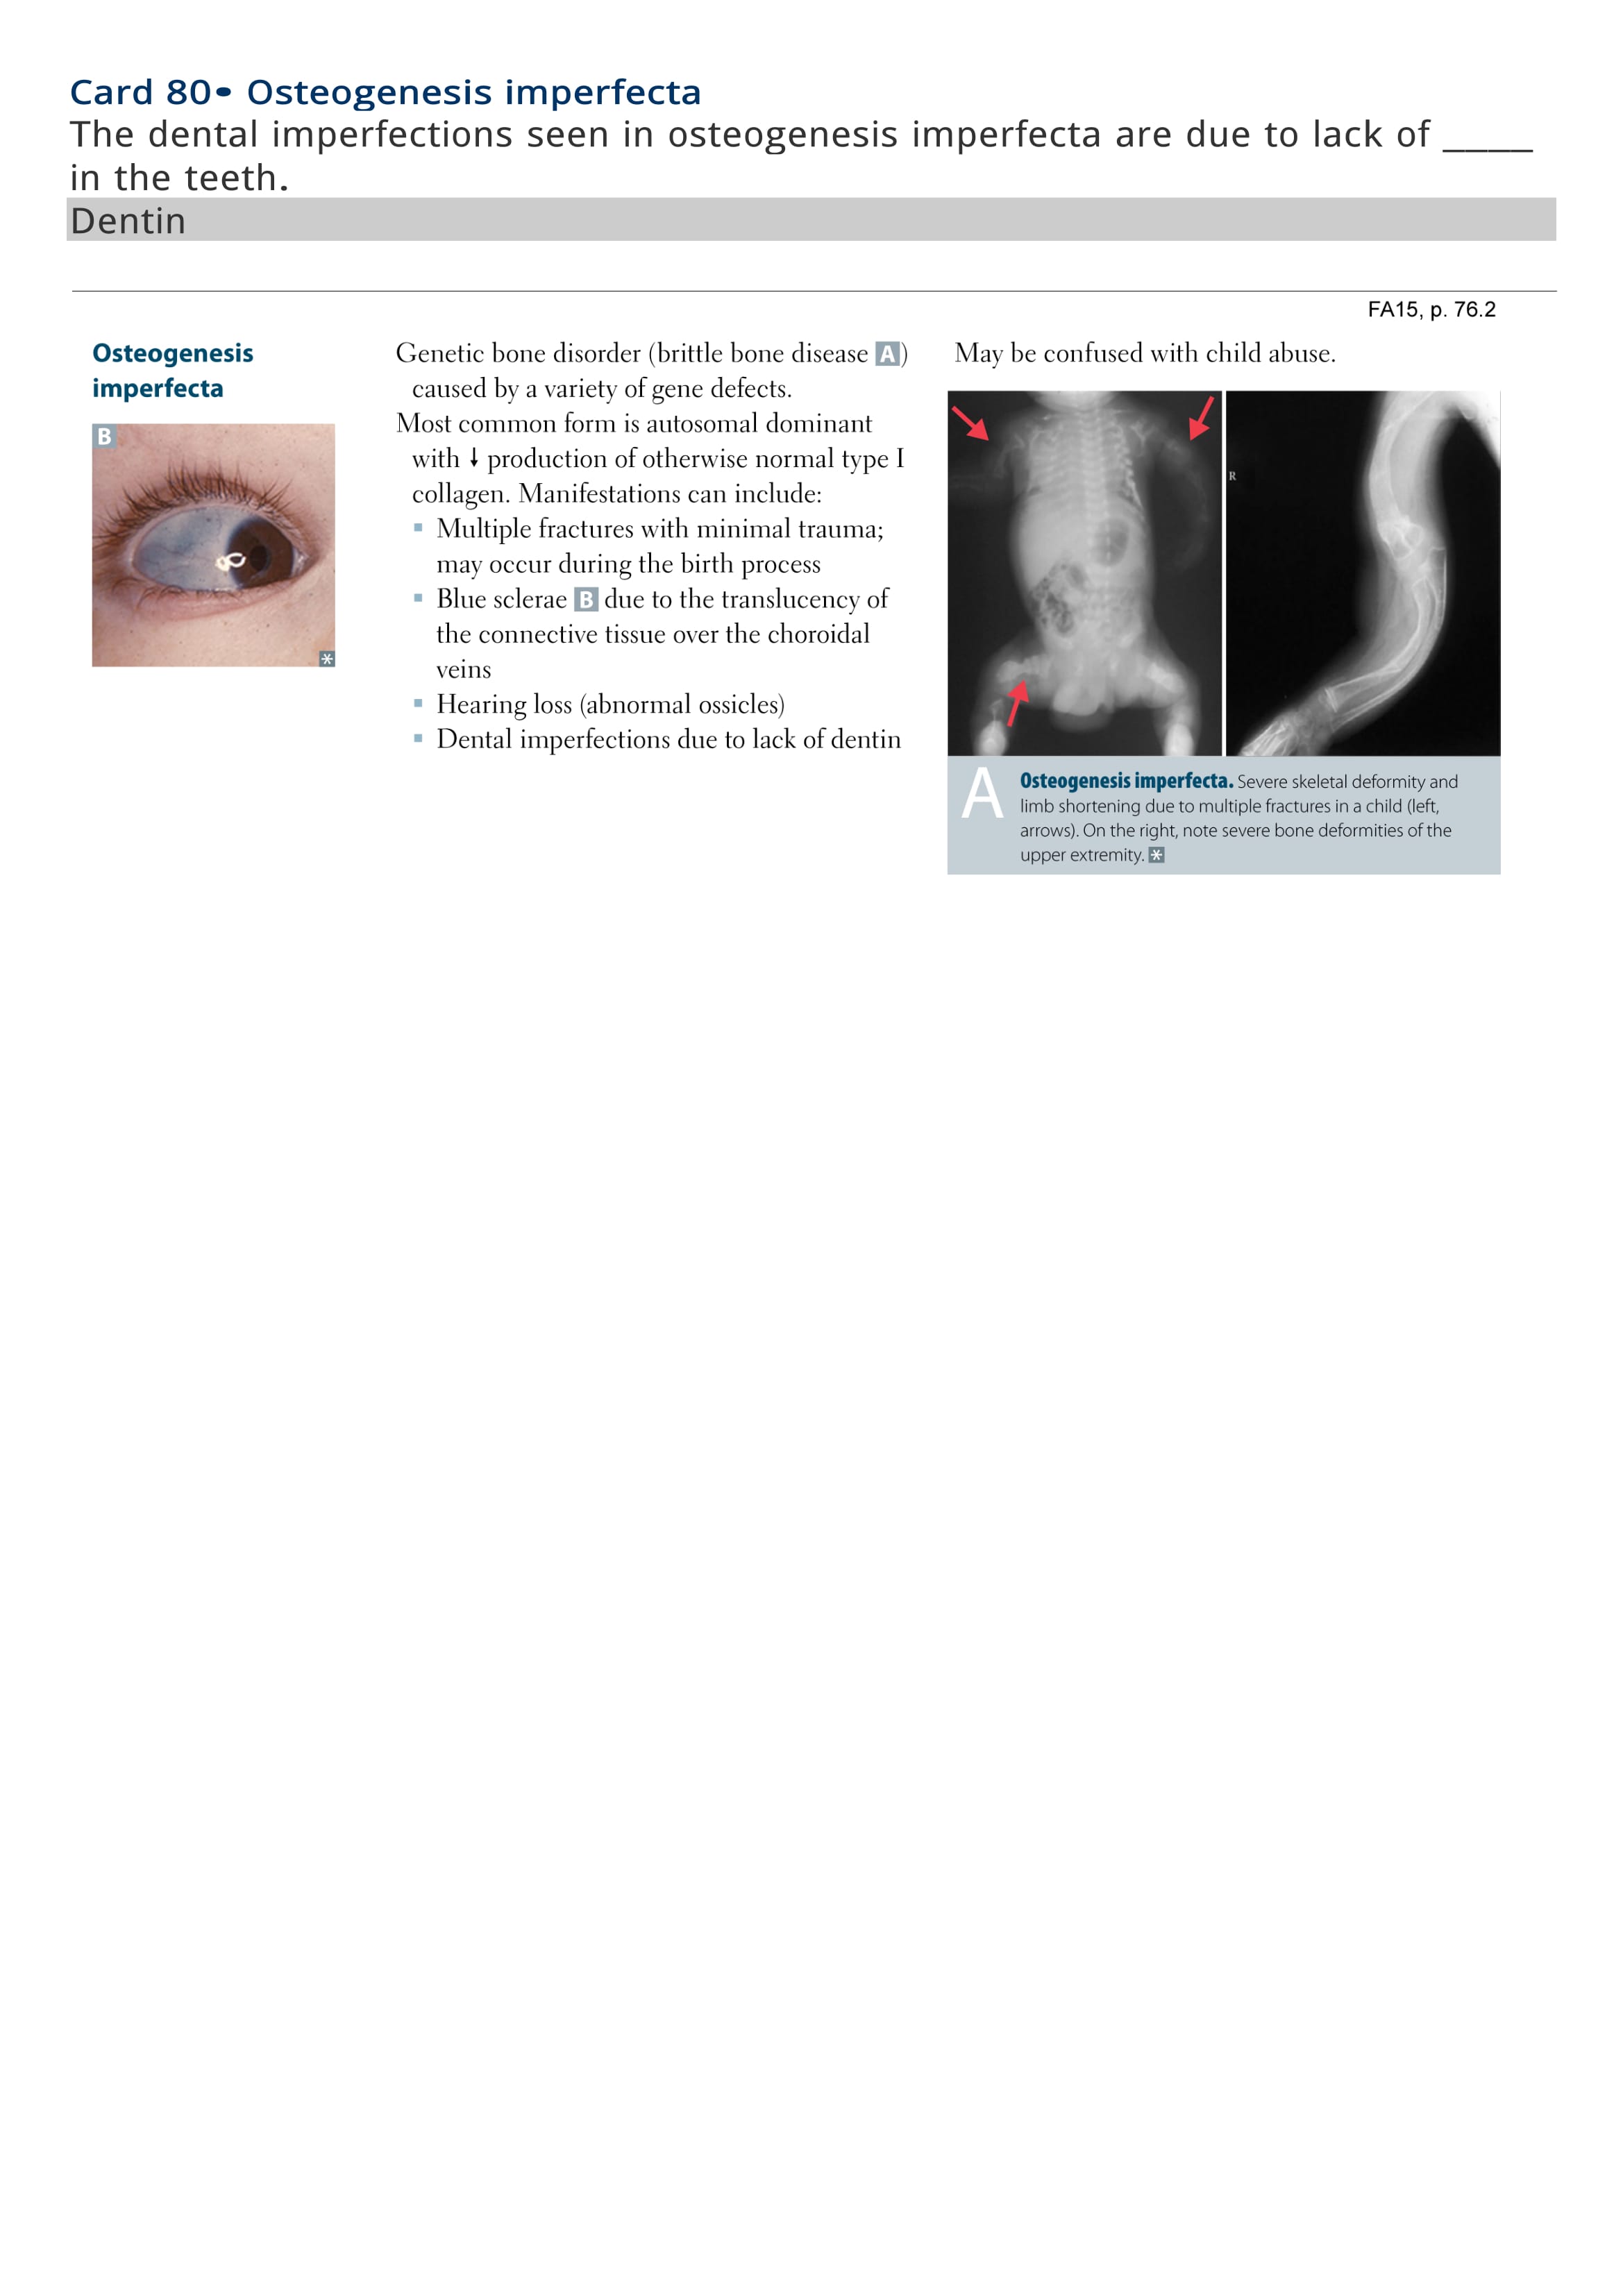 Card 80• Osteogenesis imperfecta
The dental imperfections seen in osteogenesis imperfecta are due to lack of ____
in the teeth.
Dentin
FA15, p. 76.2
Osteogenesis
imperfecta
B
Genetic bone disorder (brittle bone disease A)
caused by a variety of gene defects.
Most common form is autosomal dominant
with ↓ production of otherwise normal type I
collagen. Manifestations can include:
▪ Multiple fractures with minimal trauma;
may occur during the birth process
▪ Blue sclerae B due to the translucency of
the connective tissue over the choroidal
veins
▪ Hearing loss (abnormal ossicles)
▪ Dental imperfections due to lack of dentin
May be confused with child abuse.
R
A
Osteogenesis imperfecta. Severe skeletal deformity and
limb shortening due to multiple fractures in a child (left,
arrows). On the right, note severe bone deformities of the
upper extremity. *